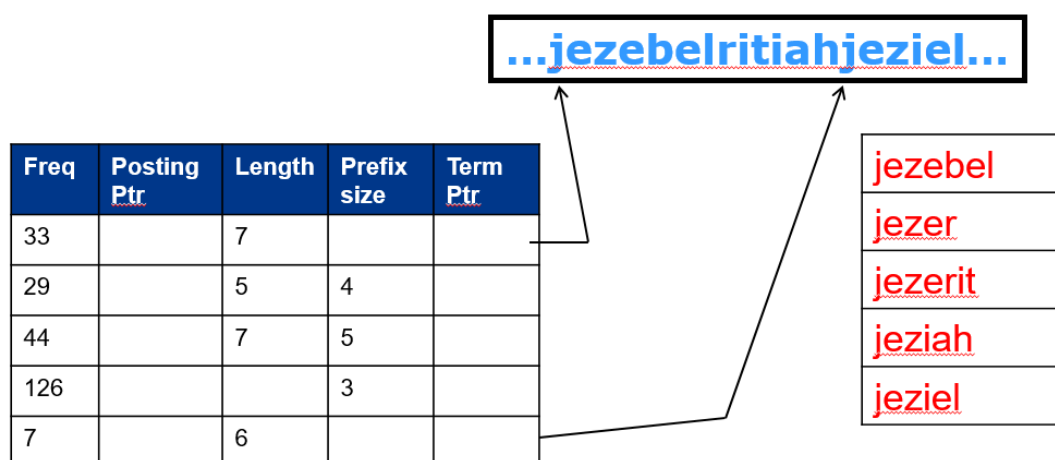 ...jezebelritiahjeziel...
Freq Posting Ptr Length Prefix size Term Ptr
33 7
29 5 4
44 7 5
126 3
7 6
jezebel
jezer
jezerit
jeziah
jeziel